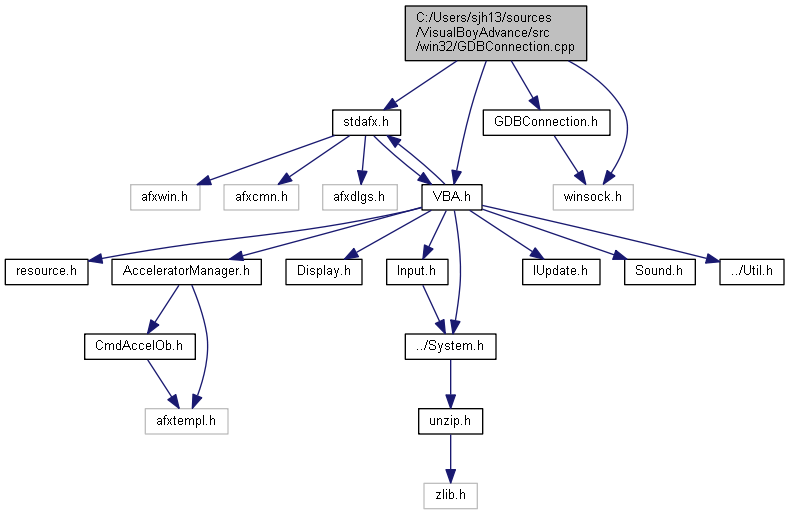 C:/Users/sjh13/sources
/VisualBoyAdvance/src
/win32/GDBConnection.cpp
stdafx.h
GDBConnection.h
afxwin.h
afxcmn.h
afxdlgs.h
VBA.h
winsock.h
resource.h
AcceleratorManager.h
Display.h
Input.h
IUpdate.h
Sound.h
../Util.h
CmdAccelOb.h
../System.h
afxtempl.h
unzip.h
zlib.h